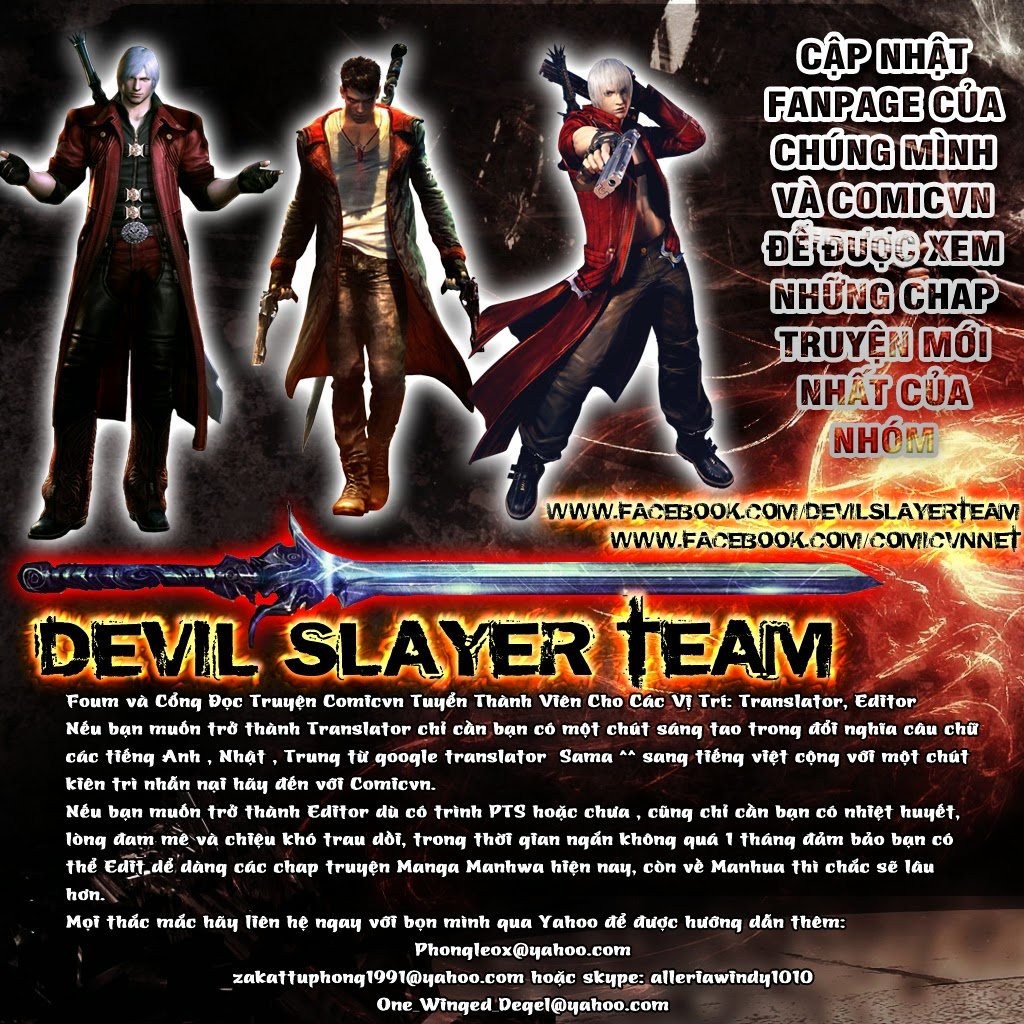 CẬP NHẬT
FANPAGE CỦA
CHÚNG MÌNH
VÀ COMICVN
ĐỂ ĐƯỢC XEM
NHỮNG CHAP
TRUYỆN MỚI
NHẤT CỦA
NHÓM
WWW.FACEBOOK.COM/DEVILSLAYERTEAM
WWW.FACEBOOK.COM/COMICVNNET
DEVIL SLAYER TEAM
Foum và Cổng Đọc Truyện Comicvn Tuyển Thành Viên Cho Các Vị Trí: Translator, Editor
Nếu bạn muốn trở thành Translator chỉ cần bạn có một chút sáng tao trong đổi nghĩa câu chữ
các tiếng Anh , Nhật , Trung từ google translator Sama ^^ sang tiếng việt cộng với một chút
kiên trì nhẫn nại hãy đến với Comicvn.
Nếu bạn muốn trở thành Editor dù có trình PTS hoặc chưa , cũng chỉ cần bạn có nhiệt huyết,
lòng đam mê và chiệu khó trau dồi, trong thời gian ngắn không quá 1 tháng đảm bảo bạn có
thể Edit dể dàng các chap truyện Manga Manhwa hiện nay, còn về Manhua thì chắc sẽ lâu
hơn.
Mọi thắc mắc hãy liên hệ ngay với bọn mình qua Yahoo để được hướng dẩn thêm:
Phongleox@yahoo.com
zakattuphong1991@yahoo.com hoặc skype: alleriawindy1010
One_Winged_Degel@yahoo.com